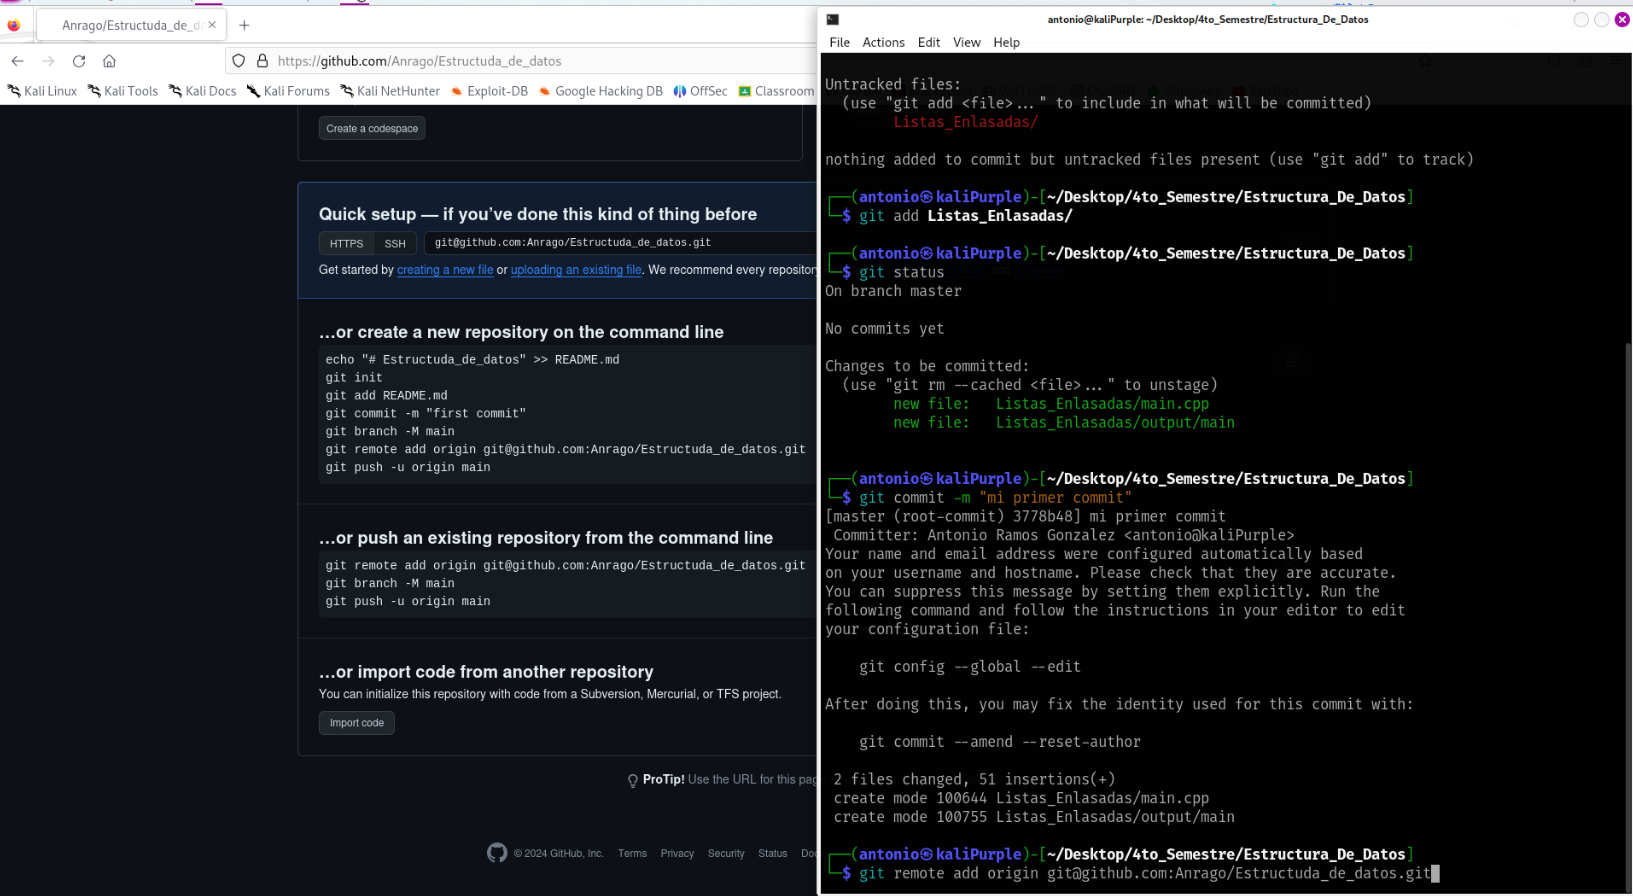 Anrago/Estructuda_de_d
https://github.com/Anrago/Estructuda_de_datos
Kali Linux
Kali Tools
Kali Docs
Kali Forums
Kali NetHunter
Exploit-DB
Google Hacking DB
OffSec
Classroom
Create a codespace
Quick setup — if you’ve done this kind of thing before
HTTPS
SSH
git@github.com:Anrago/Estructuda_de_datos.git
Get started by creating a new file or uploading an existing file. We recommend every repository
…or create a new repository on the command line
echo "# Estructuda_de_datos" >> README.md
git init
git add README.md
git commit -m "first commit"
git branch -M main
git remote add origin git@github.com:Anrago/Estructuda_de_datos.git
git push -u origin main
…or push an existing repository from the command line
git remote add origin git@github.com:Anrago/Estructuda_de_datos.git
git branch -M main
git push -u origin main
…or import code from another repository
You can initialize this repository with code from a Subversion, Mercurial, or TFS project.
Import code
ProTip! Use the URL for this pag
© 2024 GitHub, Inc.
Terms
Privacy
Security
Status
Do
antonio@kaliPurple: ~/Desktop/4to_Semestre/Estructura_De_Datos
File Actions Edit View Help
Untracked files:
(use "git add <file>..." to include in what will be committed)
Listas_Enlasadas/
nothing added to commit but untracked files present (use "git add" to track)
┌──(antonio㉿kaliPurple)-[~/Desktop/4to_Semestre/Estructura_De_Datos]
└─$ git add Listas_Enlasadas/
┌──(antonio㉿kaliPurple)-[~/Desktop/4to_Semestre/Estructura_De_Datos]
└─$ git status
On branch master
No commits yet
Changes to be committed:
(use "git rm --cached <file>..." to unstage)
new file: Listas_Enlasadas/main.cpp
new file: Listas_Enlasadas/output/main
┌──(antonio㉿kaliPurple)-[~/Desktop/4to_Semestre/Estructura_De_Datos]
└─$ git commit -m "mi primer commit"
[master (root-commit) 3778b48] mi primer commit
Committer: Antonio Ramos Gonzalez <antonio@kaliPurple>
Your name and email address were configured automatically based
on your username and hostname. Please check that they are accurate.
You can suppress this message by setting them explicitly. Run the
following command and follow the instructions in your editor to edit
your configuration file:
git config --global --edit
After doing this, you may fix the identity used for this commit with:
git commit --amend --reset-author
2 files changed, 51 insertions(+)
create mode 100644 Listas_Enlasadas/main.cpp
create mode 100755 Listas_Enlasadas/output/main
┌──(antonio㉿kaliPurple)-[~/Desktop/4to_Semestre/Estructura_De_Datos]
└─$ git remote add origin git@github.com:Anrago/Estructuda_de_datos.git